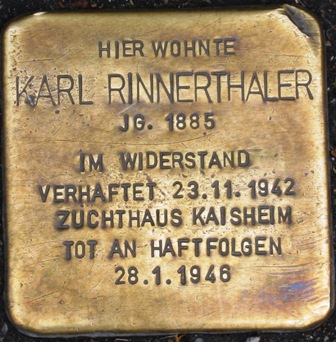 HIER WOHNTE
KARL RINNERTHALER
JG. 1885
IM WIDERSTAND
VERHAFTET 23.11.1942
ZUCHTHAUS KAISHEIM
TOT AN HAFTFOLGEN
28.1.1946